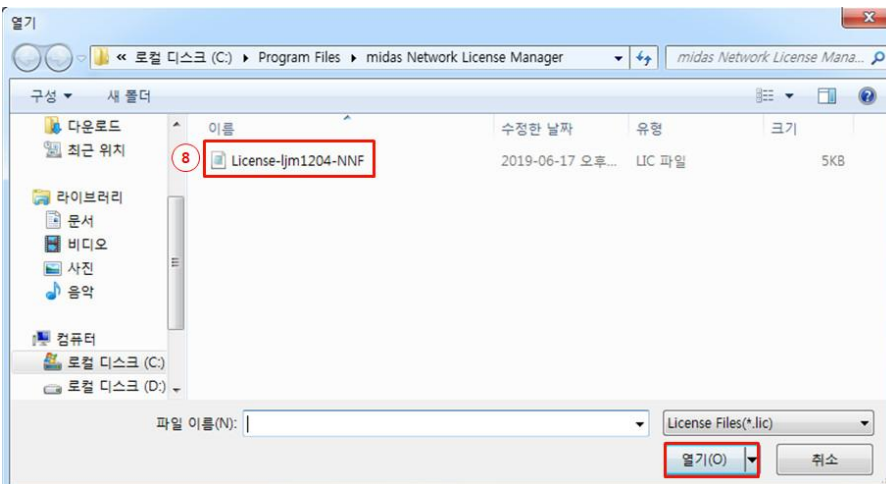 열기
« 로컬 디스크 (C:) ▸ Program Files ▸ midas Network License Manager
midas Network License Mana...
구성 새 폴더
다운로드
최근 위치
라이브러리
문서
비디오
사진
음악
컴퓨터
로컬 디스크 (C:)
로컬 디스크 (D:)
이름 수정한 날짜 유형 크기
8 License-ljm1204-NNF 2019-06-17 오후... LIC 파일 5KB
파일 이름(N): License Files(*.lic)
열기(O) 취소